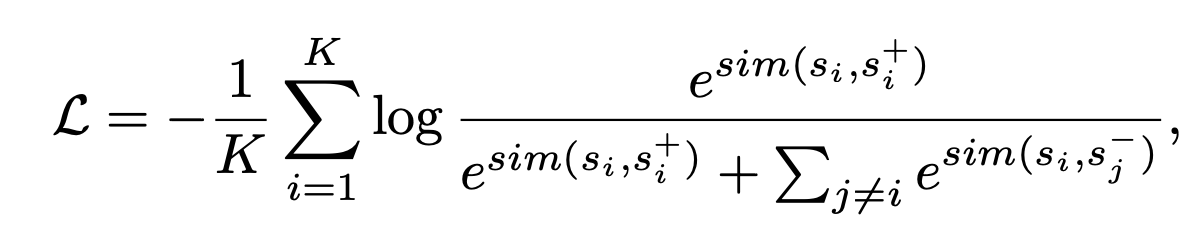 $$\mathcal{L} = -\frac{1}{K} \sum_{i=1}^{K} \log \frac{e^{sim(s_i, s_i^+)}}{e^{sim(s_i, s_i^+)} + \sum_{j \neq i} e^{sim(s_i, s_j^-)}},$$